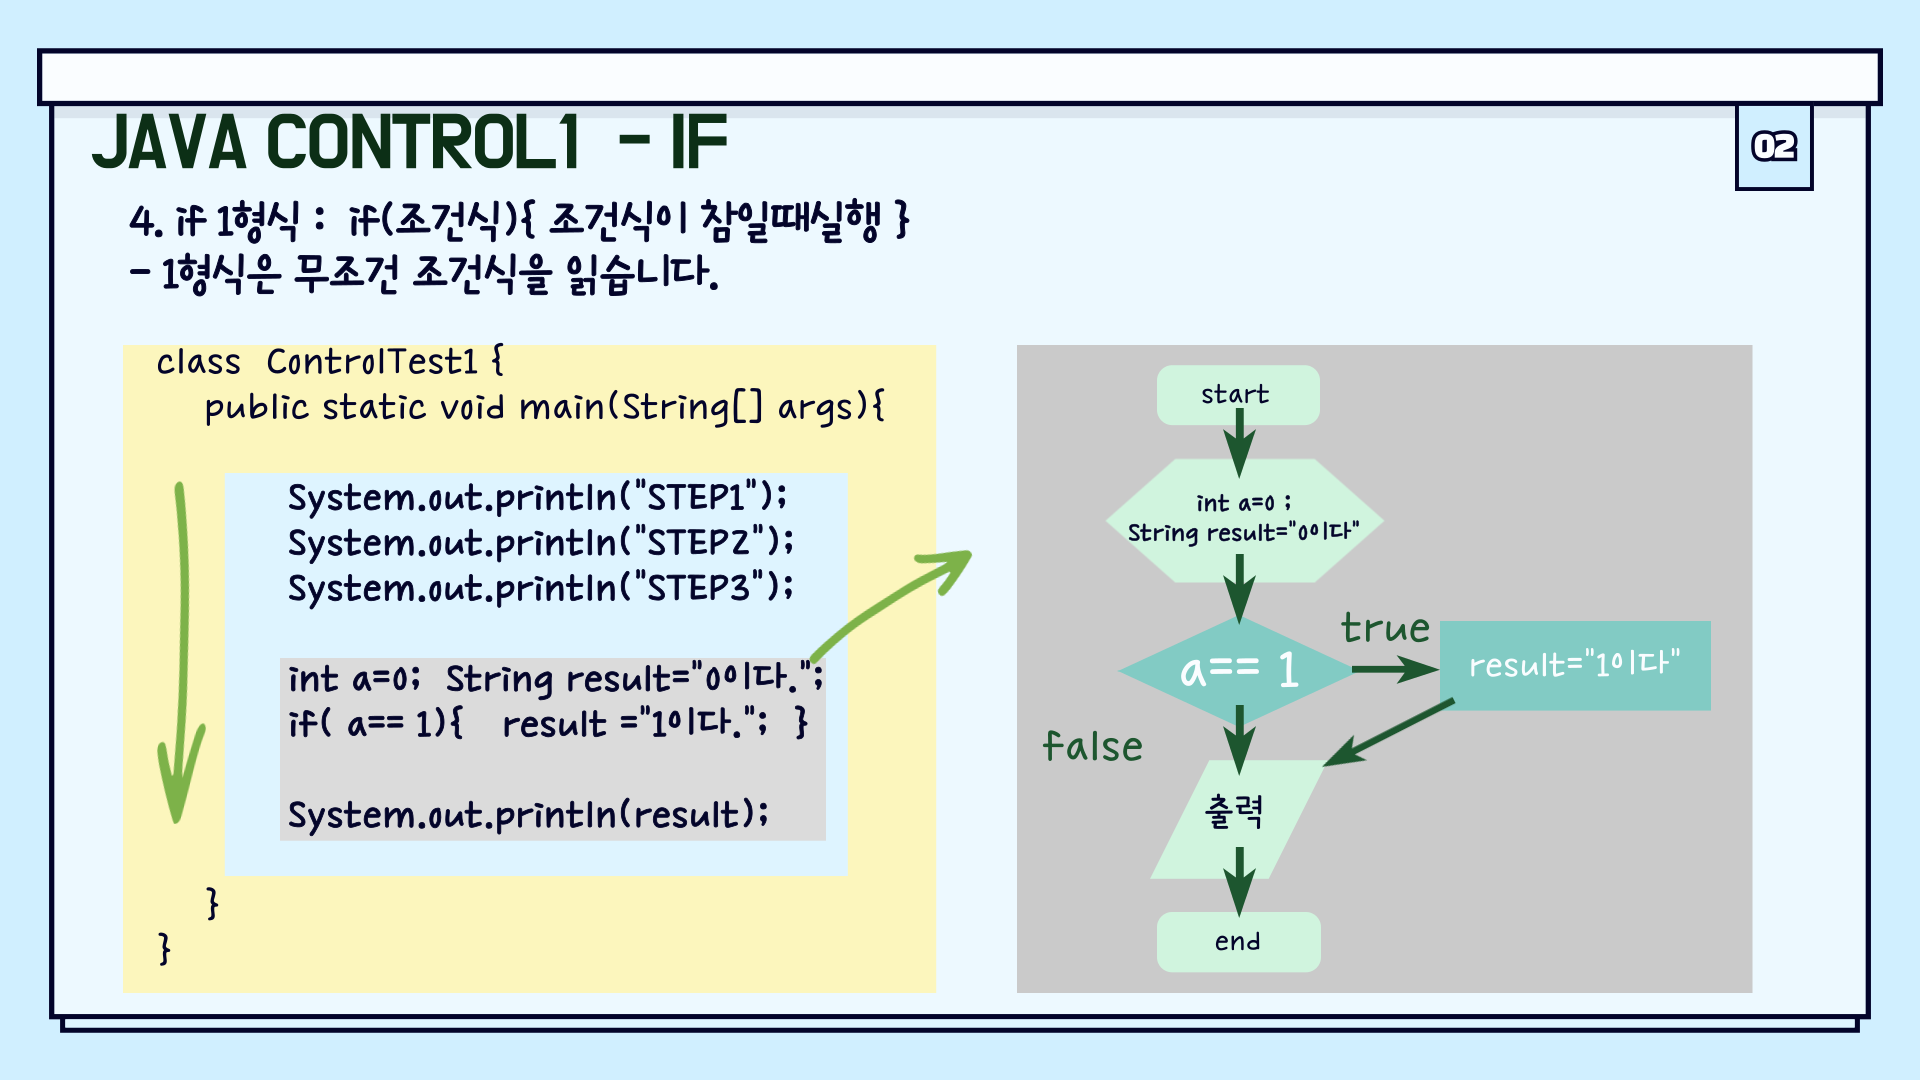 JAVA CONTROL1 - IF
02
4. if 1형식 : if(조건식){ 조건식이 참일때실행 }
- 1형식은 무조건 조건식을 읽습니다.
class ControlTest1 {
public static void main(String[] args){
System.out.println("STEP1");
System.out.println("STEP2");
System.out.println("STEP3");
int a=0; String result="0이다.";
if( a== 1){ result ="1이다."; }
System.out.println(result);
}
}
start
int a=0 ;
String result="0이다"
a== 1
true
result="1이다"
false
출력
end